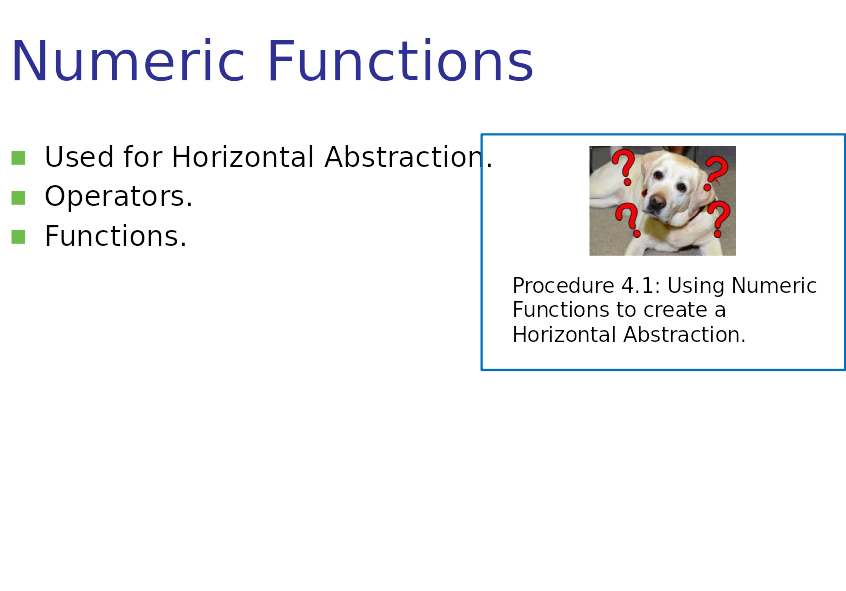 Numeric Functions
Used for Horizontal Abstraction.
Operators.
Functions.
? ?
? ?
Procedure 4.1: Using Numeric
Functions to create a
Horizontal Abstraction.